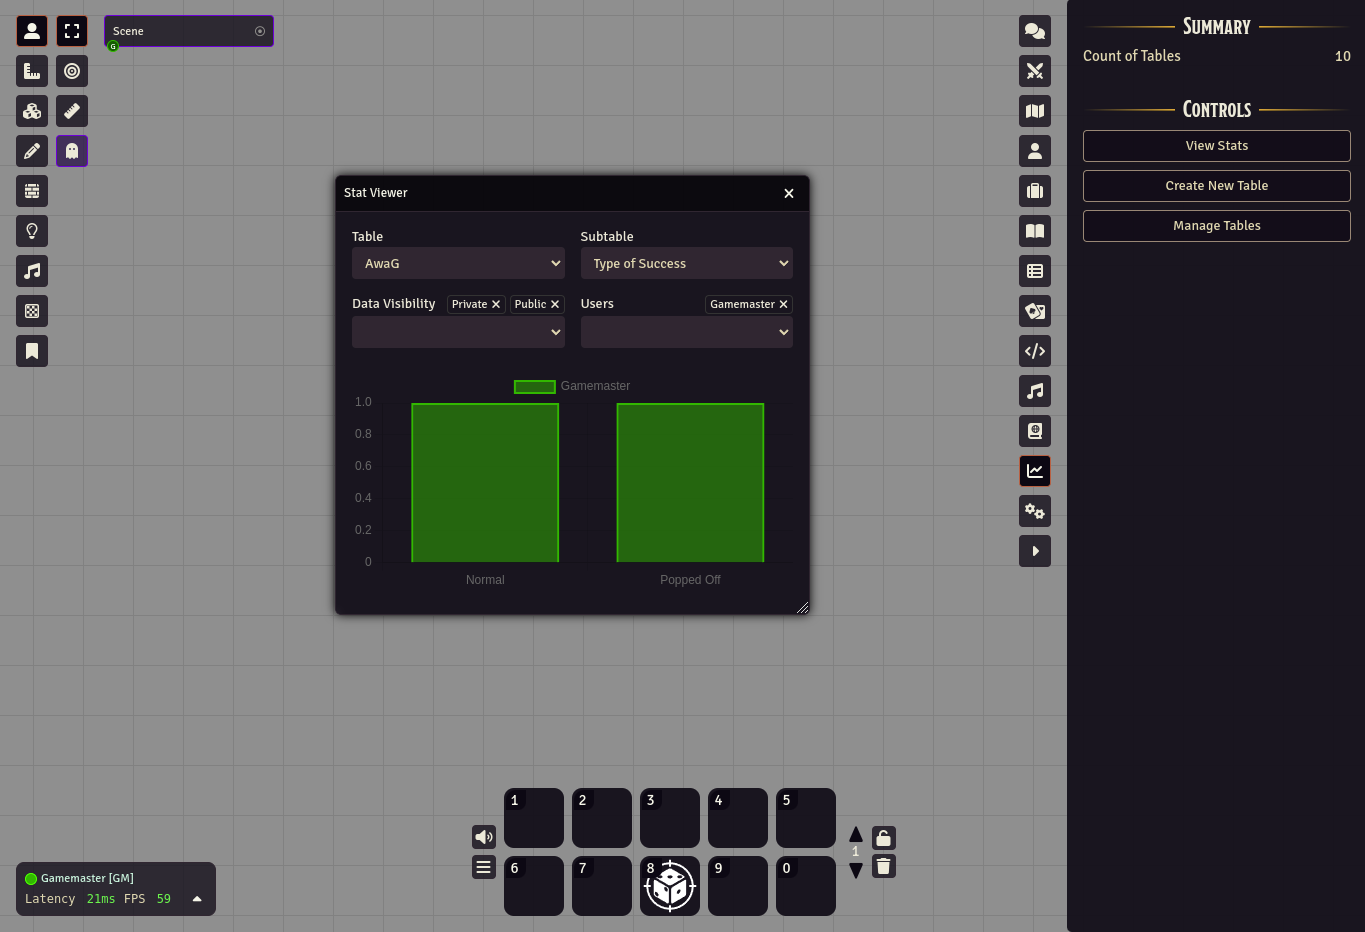 Scene
G
Summary
Count of Tables 10
Controls
View Stats
Create New Table
Manage Tables
Stat Viewer
Table Subtable
AwaG Type of Success
Data Visibility Private Public Users Gamemaster
Gamemaster
1.0
0.8
0.6
0.4
0.2
0
Normal Popped Off
1 2 3 4 5
1
6 7 8 9 0
Gamemaster [GM]
Latency 21ms FPS 59